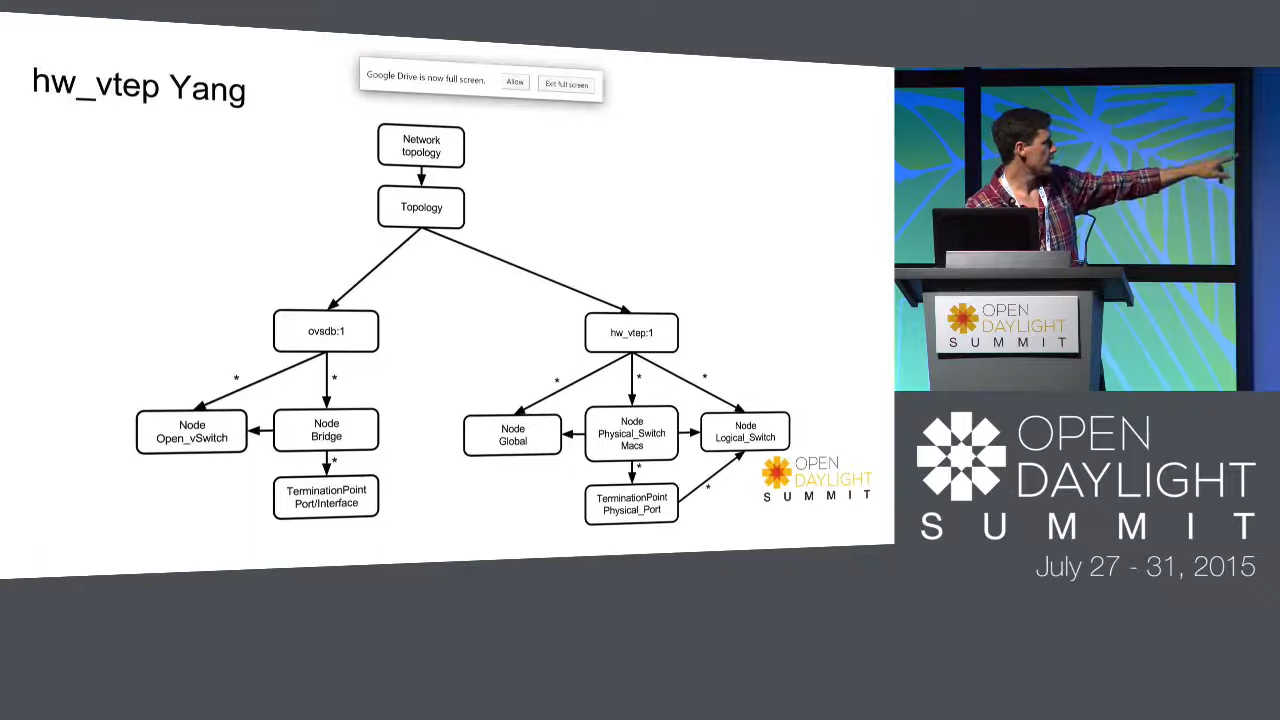 hw_vtep Yang
Google Drive is now full screen.
Allow
Exit full screen
Network
topology
Topology
ovsdb:1
hw_vtep:1
*
*
*
*
*
Node
Open_vSwitch
Node
Bridge
Node
Global
Node
Physical_Switch
Macs
Node
Logical_Switch
*
*
*
TerminationPoint
Port/Interface
TerminationPoint
Physical_Port
OPEN
DAYLIGHT
SUMMIT
OPEN
DAYLIGHT
SUMMIT
OPEN
DAYLIGHT
SUMMIT
July 27 - 31, 2015